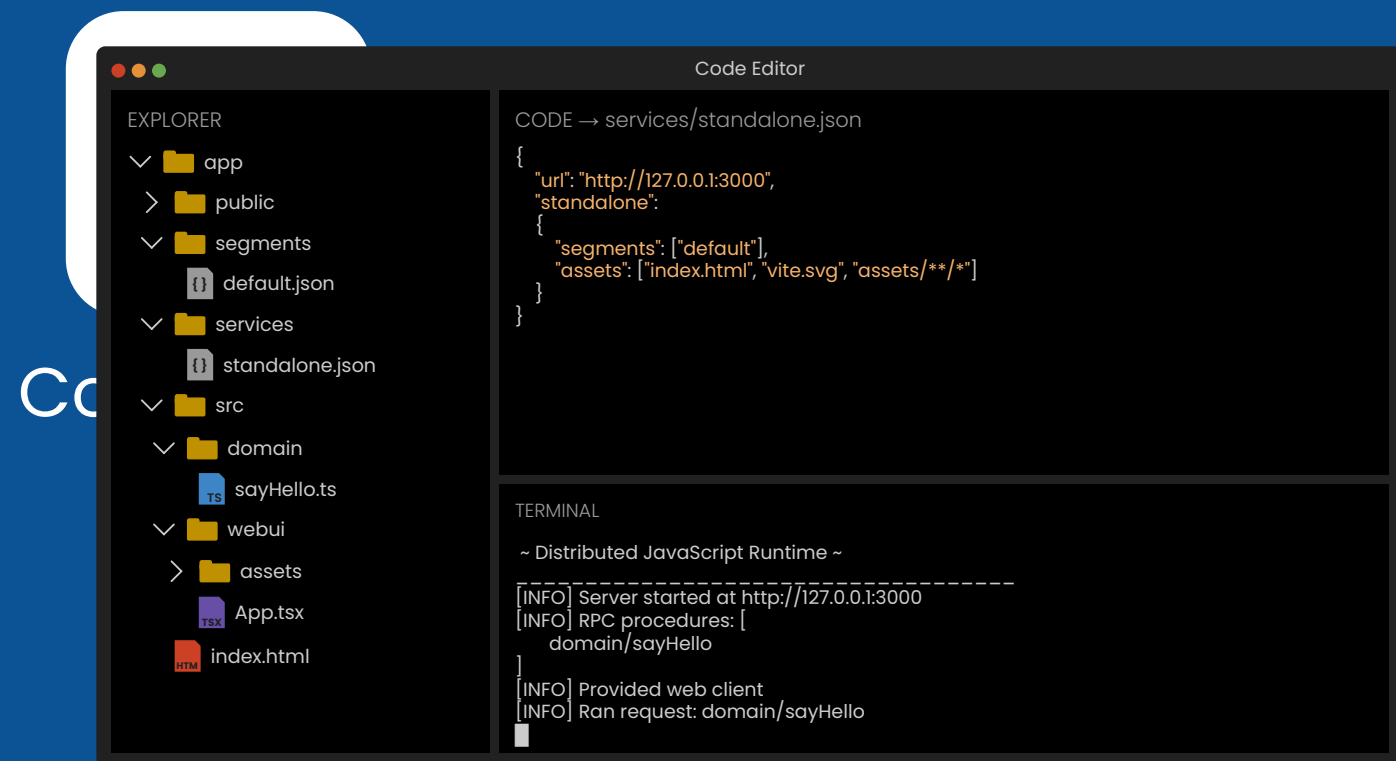 Code Editor
EXPLORER
app
public
segments
default.json
services
standalone.json
src
domain
sayHello.ts
webui
assets
App.tsx
index.html
CODE → services/standalone.json
{
"url": "http://127.0.0.1:3000",
"standalone":
{
"segments": ["default"],
"assets": ["index.html", "vite.svg", "assets/**/*"]
}
}
TERMINAL
~ Distributed JavaScript Runtime ~
____________________________________
[INFO] Server started at http://127.0.0.1:3000
[INFO] RPC procedures: [
domain/sayHello
]
[INFO] Provided web client
[INFO] Ran request: domain/sayHello
{ }
{ }
TS
TSX
HTM